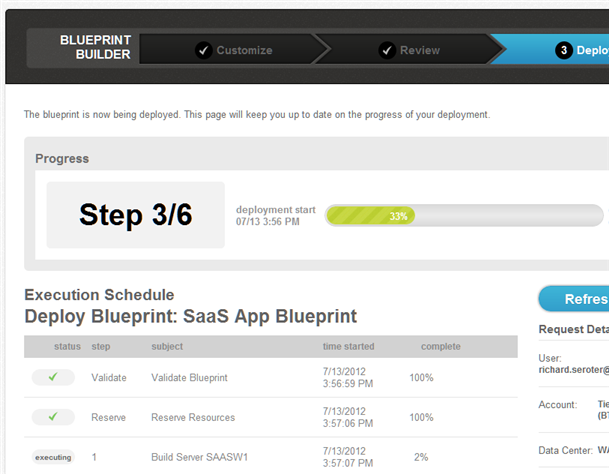 BLUEPRINT
BUILDER
Customize
Review
3 Deplo
The blueprint is now being deployed. This page will keep you up to date on the progress of your deployment.
Progress
Step 3/6
deployment start
07/13 3:56 PM
33%
Execution Schedule
Deploy Blueprint: SaaS App Blueprint
Refres
Request Deta
status step subject time started complete
Validate Validate Blueprint 7/13/2012 3:56:59 PM 100%
Reserve Reserve Resources 7/13/2012 3:57:06 PM 100%
executing 1 Build Server SAASW1 7/13/2012 3:57:07 PM 2%
User:
richard.seroter@
Account: Tie
(BT
Data Center: WA